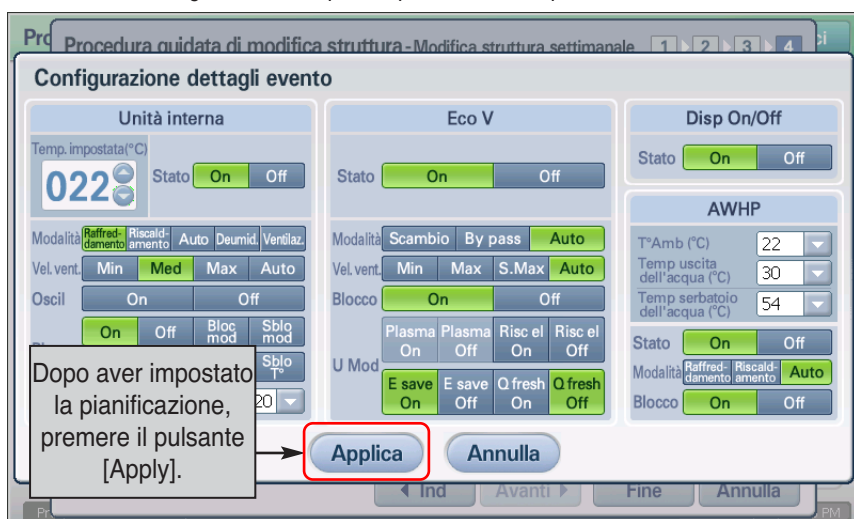 Procedura guidata di modifica struttura - Modifica struttura settimanale 1 2 3 4
Configurazione dettagli evento
Unità interna
Temp. impostata(°C)
022
Stato On Off
Modalità Raffred-damento Riscald-amento Auto Deumid. Ventilaz.
Vel. vent. Min Med Max Auto
Oscil On Off
On Off Bloc mod Sblo mod
Sblo T°
20
Eco V
Stato On Off
Modalità Scambio By pass Auto
Vel. vent. Min Max S.Max Auto
Blocco On Off
U Mod
Plasma On Plasma Off Risc el On Risc el Off
E save On E save Off Q fresh On Q fresh Off
Disp On/Off
Stato On Off
AWHP
T°Amb (°C) 22
Temp uscita dell'acqua (°C) 30
Temp serbatoio dell'acqua (°C) 54
Stato On Off
Modalità Raffred-damento Riscald-amento Auto
Blocco On Off
Dopo aver impostato
la pianificazione,
premere il pulsante
[Apply].
Applica Annulla
Ind Avanti Fine Annulla
PM